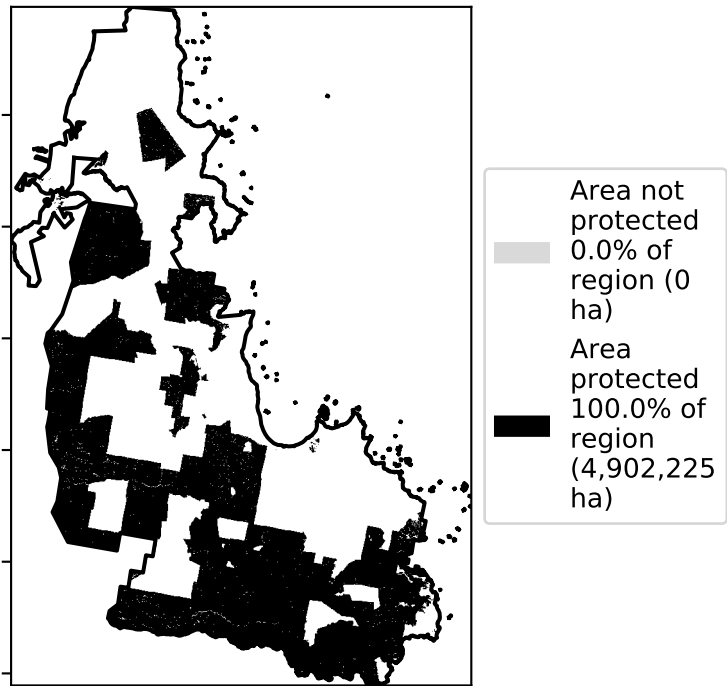 Area not
protected
0.0% of
region (0
ha)
Area
protected
100.0% of
region
(4,902,225
ha)